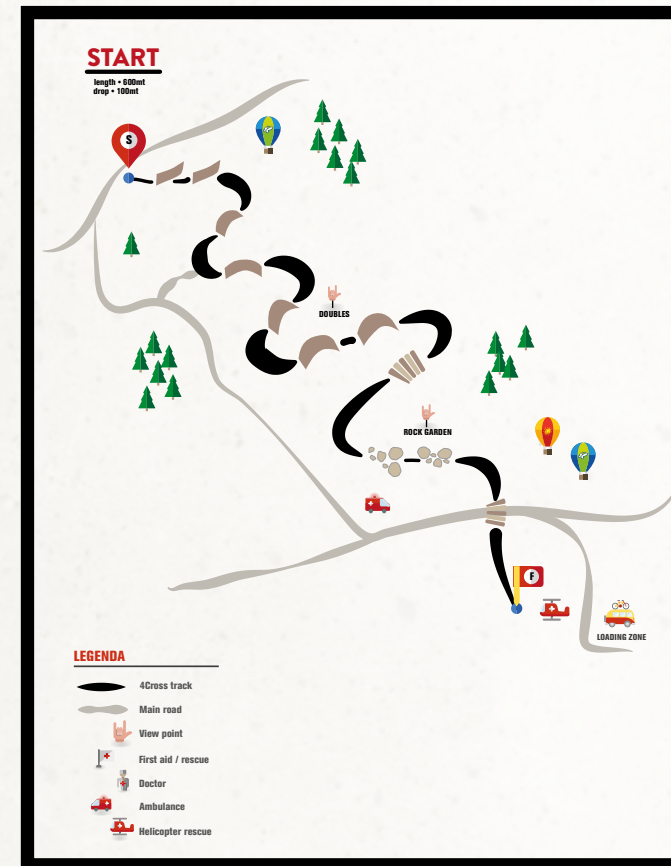 START
length • 600mt
drop • 100mt
S
DOUBLES
ROCK GARDEN
F
LOADING ZONE
LEGENDA
4Cross track
Main road
View point
First aid / rescue
Doctor
Ambulance
Helicopter rescue